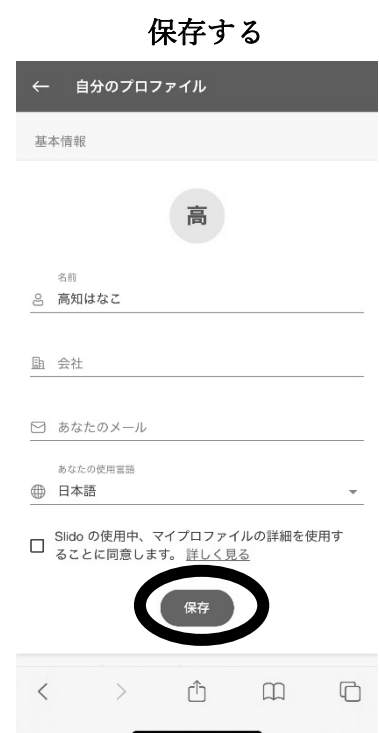 保存する
自分のプロファイル
基本情報
高
名前
高知はなこ
会社
あなたのメール
あなたの使用言語
日本語
Slido の使用中、マイプロファイルの詳細を使用す
ることに同意します。 詳しく見る
保存